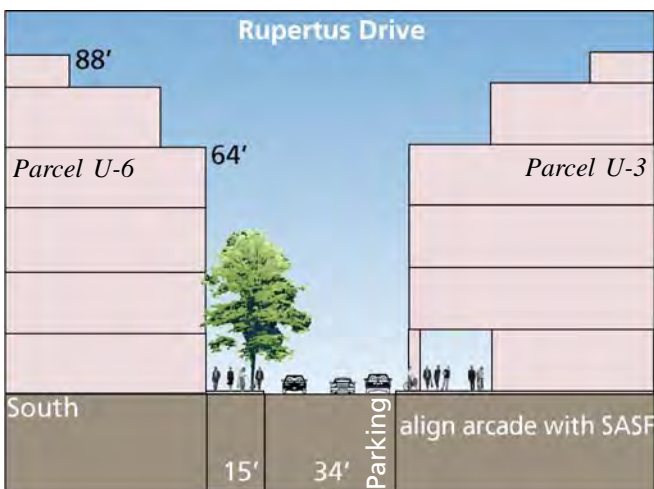 Rupertus Drive
88'
64'
Parcel U-6
Parcel U-3
South
15'
34'
Parking
align arcade with SASF